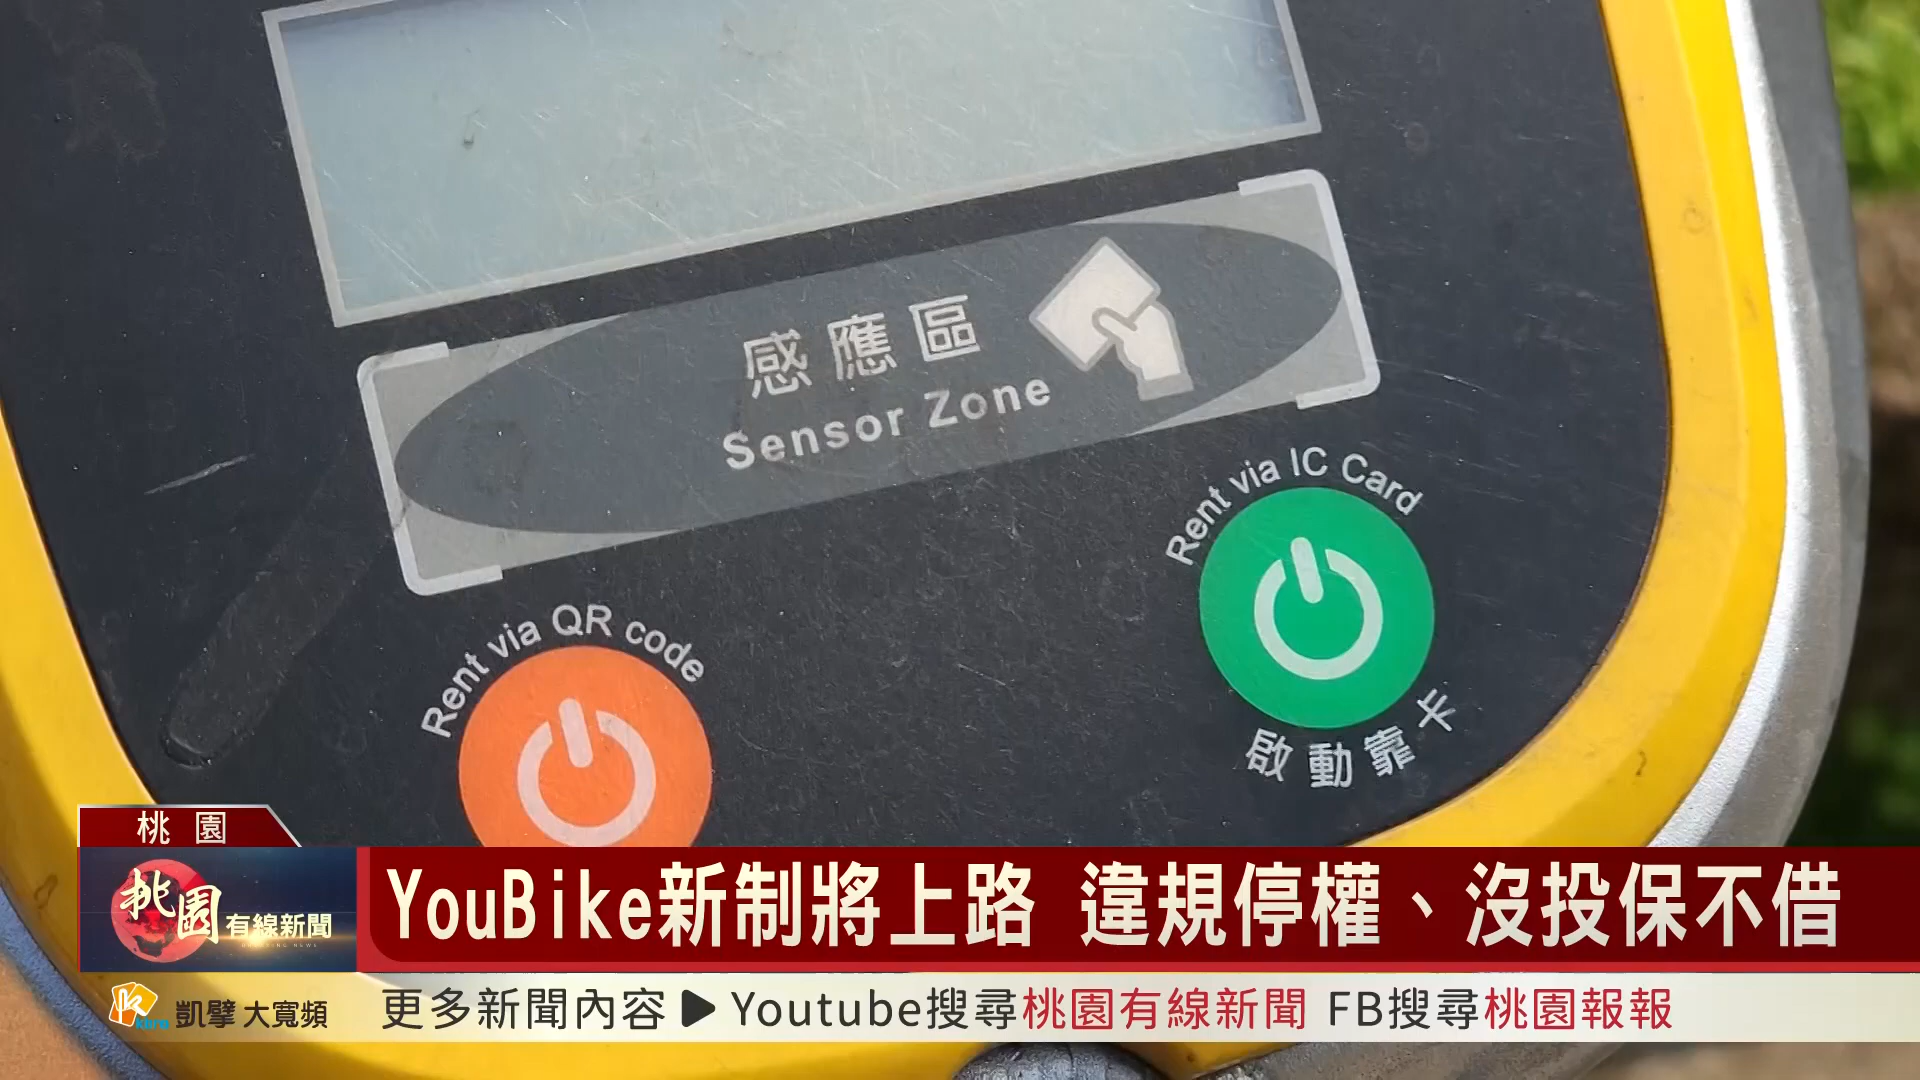 感應區
Sensor Zone
Rent via IC Card
啟動靠卡
Rent via QR code
桃園
桃園有線新聞
YouBike新制將上路 違規停權、沒投保不借
凱擘大寬頻
更多新聞內容▶Youtube搜尋桃園有線新聞 FB搜尋桃園報報